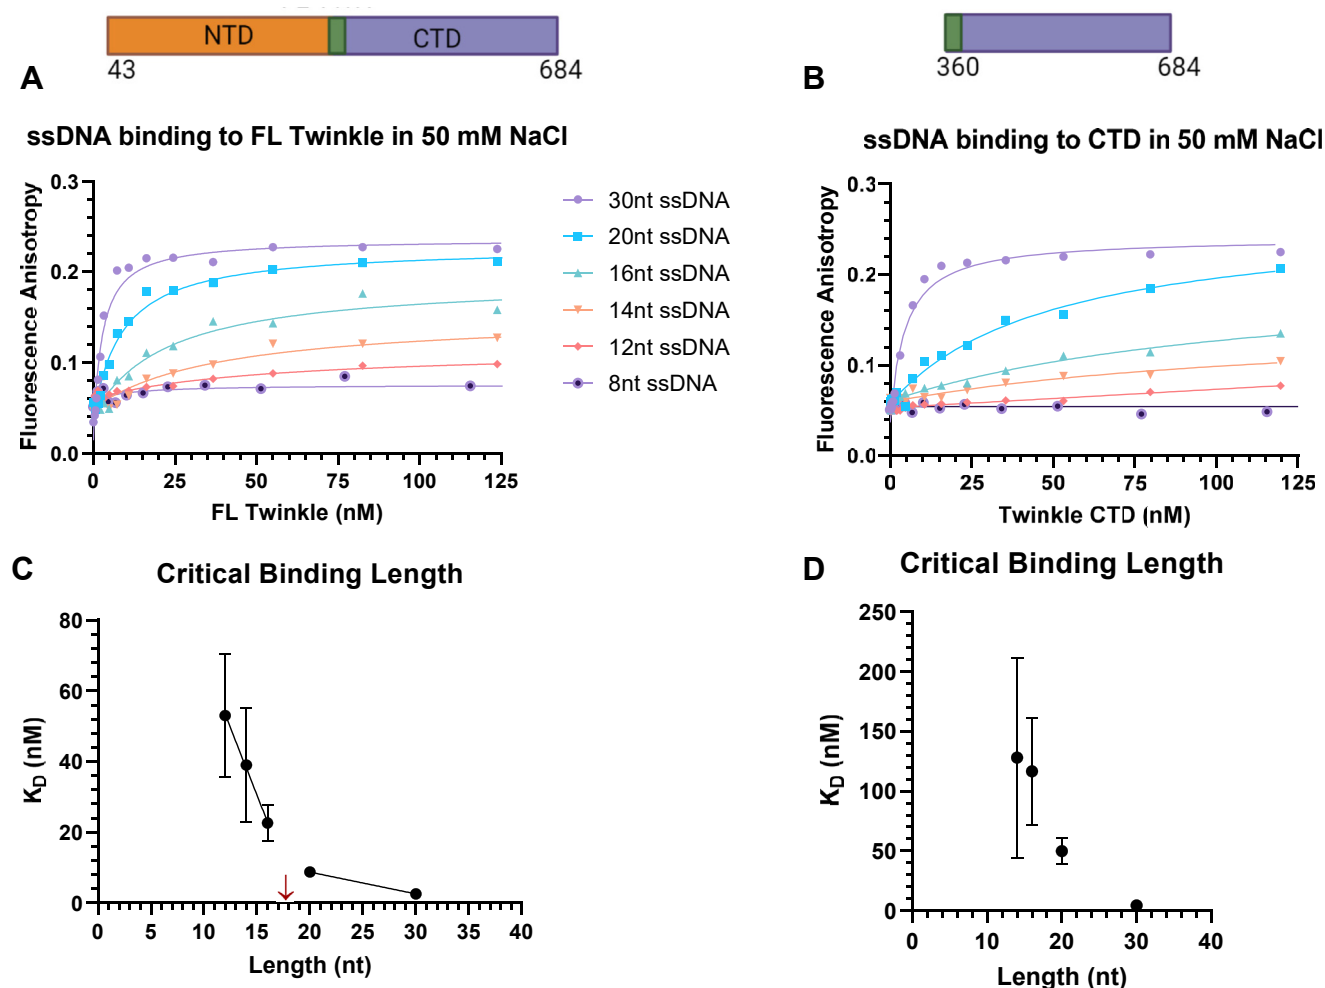 NTD
CTD
43
684
360
684
A
B
ssDNA binding to FL Twinkle in 50 mM NaCl
ssDNA binding to CTD in 50 mM NaCl
Fluorescence Anisotropy
0.3
0.2
0.1
0.0
0
25
50
75
100
125
FL Twinkle (nM)
30nt ssDNA
20nt ssDNA
16nt ssDNA
14nt ssDNA
12nt ssDNA
8nt ssDNA
Fluorescence Anisotropy
0.3
0.2
0.1
0.0
0
25
50
75
100
125
Twinkle CTD (nM)
C
Critical Binding Length
KD (nM)
80
60
40
20
0
0
5
10
15
20
25
30
35
40
Length (nt)
D
Critical Binding Length
KD (nM)
250
200
150
100
50
0
0
10
20
30
40
Length (nt)